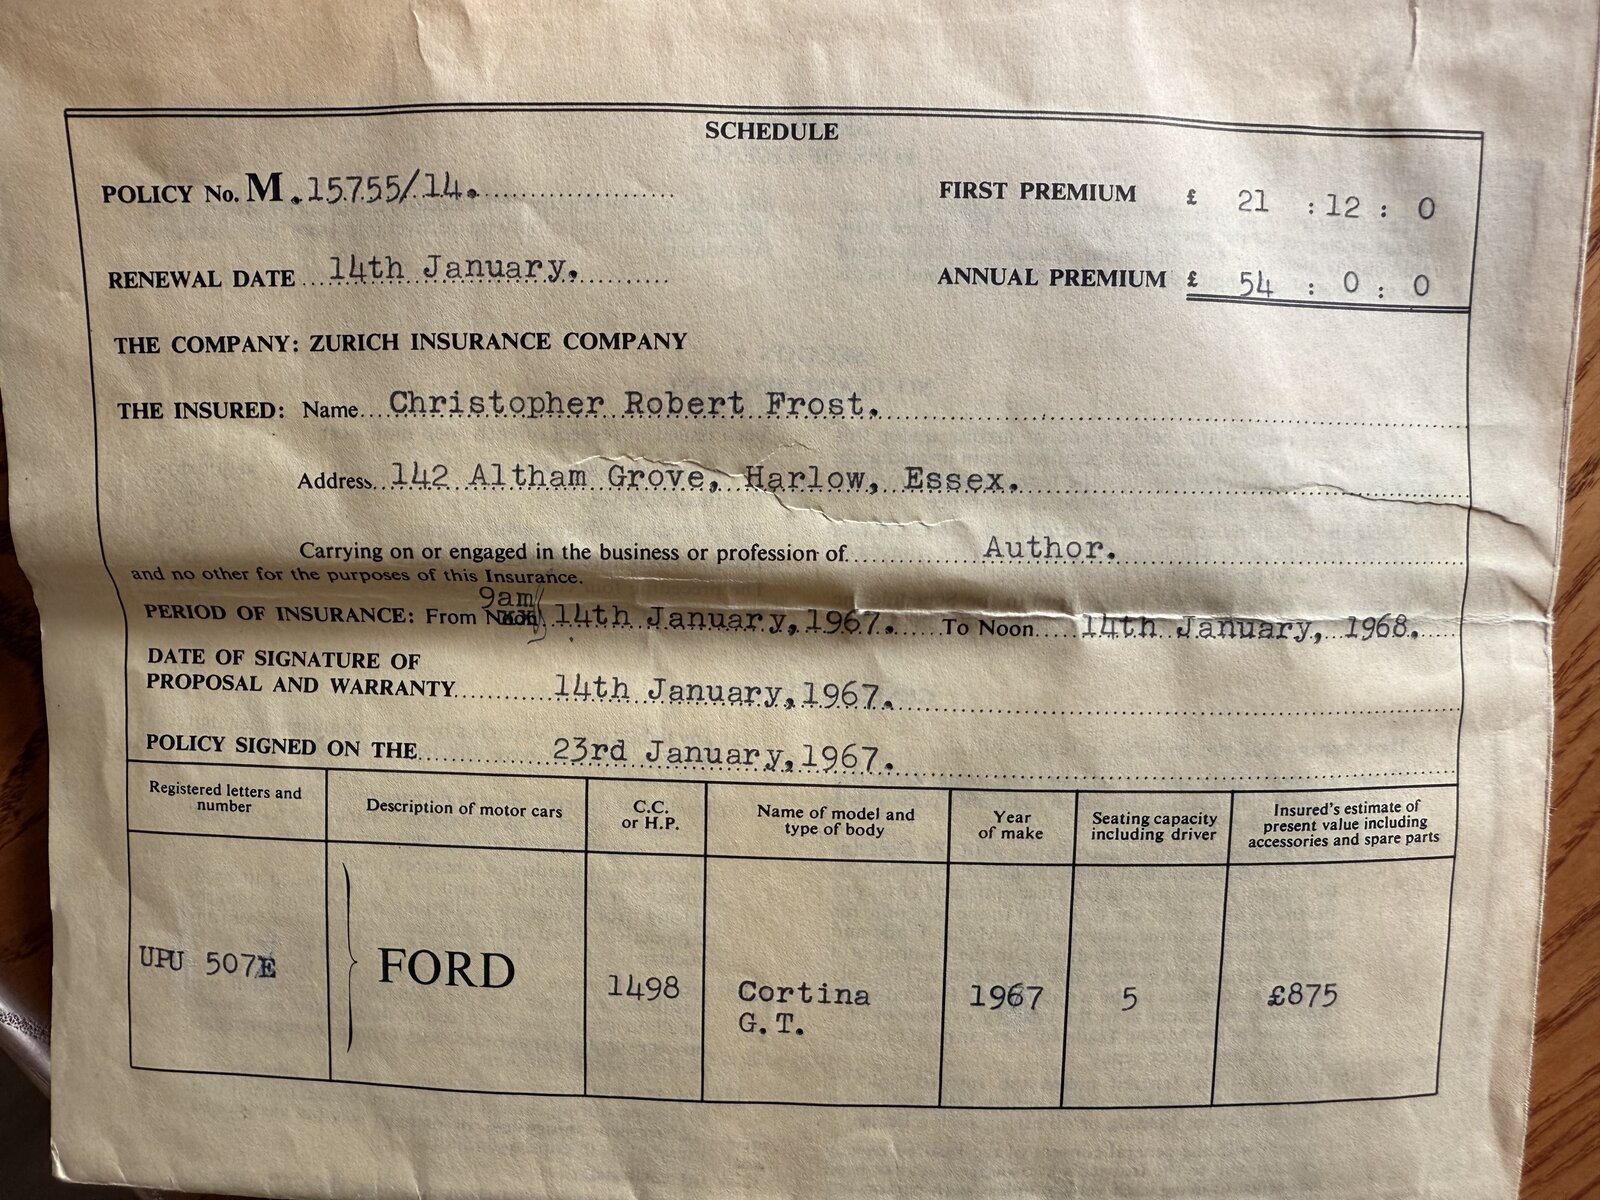 SCHEDULE
POLICY No. M. 15755/14.
FIRST PREMIUM £ 21 : 12 : 0
RENEWAL DATE 14th January.
ANNUAL PREMIUM £ 54 : 0 : 0
THE COMPANY: ZURICH INSURANCE COMPANY
THE INSURED: Name Christopher Robert Frost.
Address 142 Altham Grove, Harlow, Essex.
Carrying on or engaged in the business or profession of Author.
and no other for the purposes of this Insurance.
9am
PERIOD OF INSURANCE: From Noon 14th January, 1967. To Noon 14th January, 1968.
DATE OF SIGNATURE OF
PROPOSAL AND WARRANTY 14th January, 1967.
POLICY SIGNED ON THE 23rd January, 1967.
Registered letters and
number
Description of motor cars
C.C.
or H.P.
Name of model and
type of body
Year
of make
Seating capacity
including driver
Insured's estimate of
present value including
accessories and spare parts
UPU 507E
FORD
1498
Cortina
G.T.
1967
5
£875